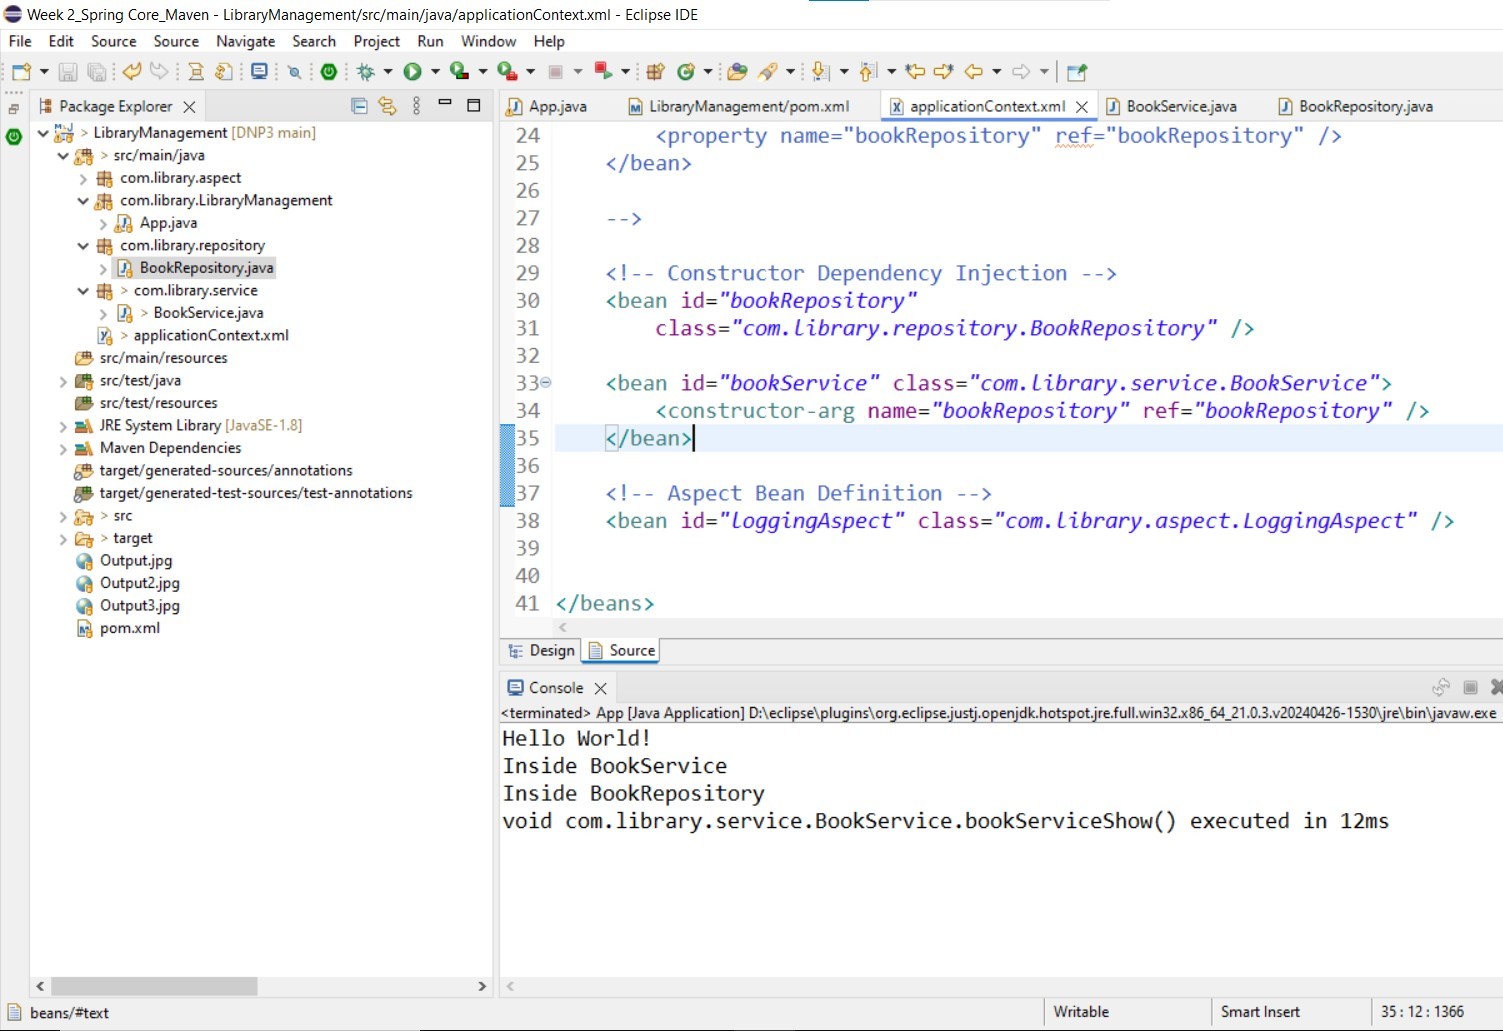 Week 2_Spring Core_Maven - LibraryManagement/src/main/java/applicationContext.xml - Eclipse IDE
File Edit Source Source Navigate Search Project Run Window Help
Package Explorer
LibraryManagement [DNP3 main]
> src/main/java
com.library.aspect
com.library.LibraryManagement
App.java
com.library.repository
BookRepository.java
> com.library.service
> BookService.java
> applicationContext.xml
src/main/resources
src/test/java
src/test/resources
JRE System Library [JavaSE-1.8]
Maven Dependencies
target/generated-sources/annotations
target/generated-test-sources/test-annotations
> src
> target
Output.jpg
Output2.jpg
Output3.jpg
pom.xml
App.java LibraryManagement/pom.xml applicationContext.xml BookService.java BookRepository.java
24 <property name="bookRepository" ref="bookRepository" />
25 </bean>
26
27 -->
28
29 <!-- Constructor Dependency Injection -->
30 <bean id="bookRepository"
31 class="com.library.repository.BookRepository" />
32
33 <bean id="bookService" class="com.library.service.BookService">
34 <constructor-arg name="bookRepository" ref="bookRepository" />
35 </bean>
36
37 <!-- Aspect Bean Definition -->
38 <bean id="loggingAspect" class="com.library.aspect.LoggingAspect" />
39
40
41 </beans>
Design Source
Console
<terminated> App [Java Application] D:\eclipse\plugins\org.eclipse.justj.openjdk.hotspot.jre.full.win32.x86_64_21.0.3.v20240426-1530\jre\bin\javaw.exe
Hello World!
Inside BookService
Inside BookRepository
void com.library.service.BookService.bookServiceShow() executed in 12ms
beans/#text Writable Smart Insert 35 : 12 : 1366